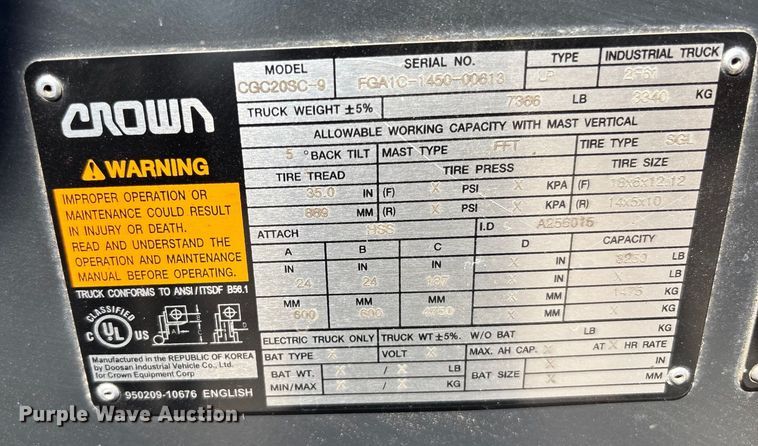 CROWN
MODEL
SERIAL NO.
TYPE
INDUSTRIAL TRUCK
CGC20SC-9
FGA1C-1450-00613
LP
TRUCK WEIGHT ±5%
7366 LB
3340 KG
ALLOWABLE WORKING CAPACITY WITH MAST VERTICAL
5 °BACK TILT
MAST TYPE FFT
TIRE TYPE SGL
TIRE TREAD
TIRE PRESS
TIRE SIZE
35.0 IN
(F) X PSI X KPA
(F) 16x6x12.12
889 MM
(R) X PSI X KPA
(R) 14x5x10
ATTACH HSS
I.D A256015
A B C D CAPACITY
IN IN IN X IN LB
24 24 187 X IN X LB
MM MM MM X MM 1475 KG
600 600 4750 X MM KG
ELECTRIC TRUCK ONLY
TRUCK WT ±5%. W/O BAT LB KG
BAT TYPE X
VOLT X
MAX. AH CAP. X AT X HR RATE
BAT WT. X / X LB
MIN/MAX X / X KG
BAT SIZE X IN
X MM
WARNING
IMPROPER OPERATION OR
MAINTENANCE COULD RESULT
IN INJURY OR DEATH.
READ AND UNDERSTAND THE
OPERATION AND MAINTENANCE
MANUAL BEFORE OPERATING.
TRUCK CONFORMS TO ANSI/ITSDF B56.1
CLASSIFIED
C UL US
A B C
Manufactured in the REPUBLIC OF KOREA
by Doosan Industrial Vehicle Co., Ltd.
for Crown Equipment Corp
950209-10676 ENGLISH
Purple Wave Auction